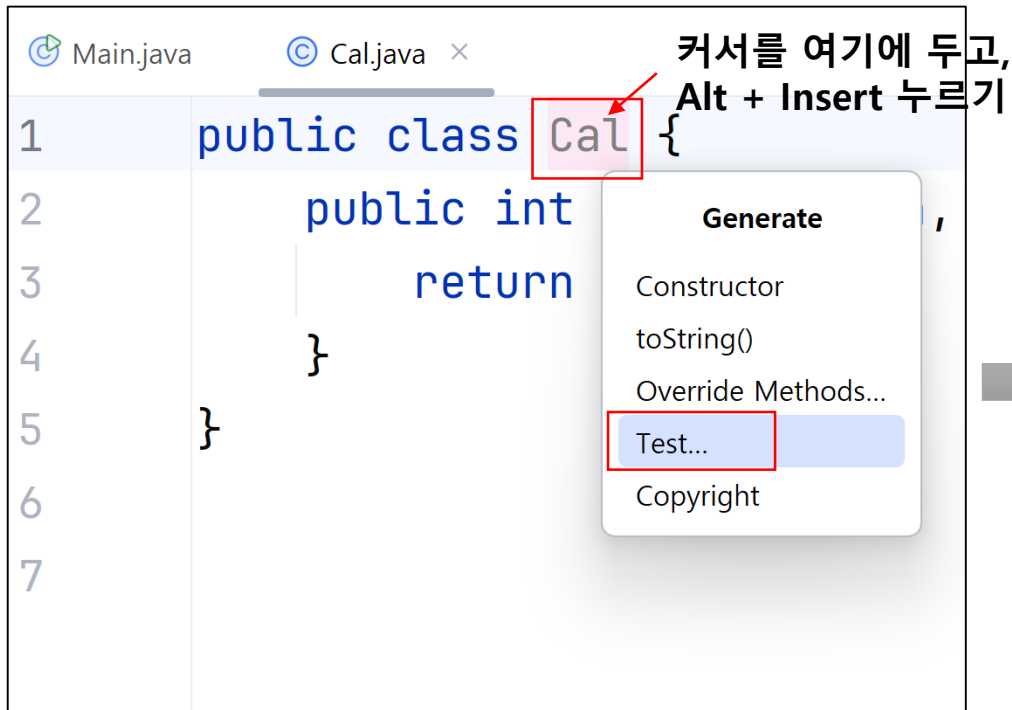 Main.java Cal.java
커서를 여기에 두고,
Alt + Insert 누르기
1 public class Cal {
2 public int ,
3 return
4 }
5 }
6
7
Generate
Constructor
toString()
Override Methods...
Test...
Copyright